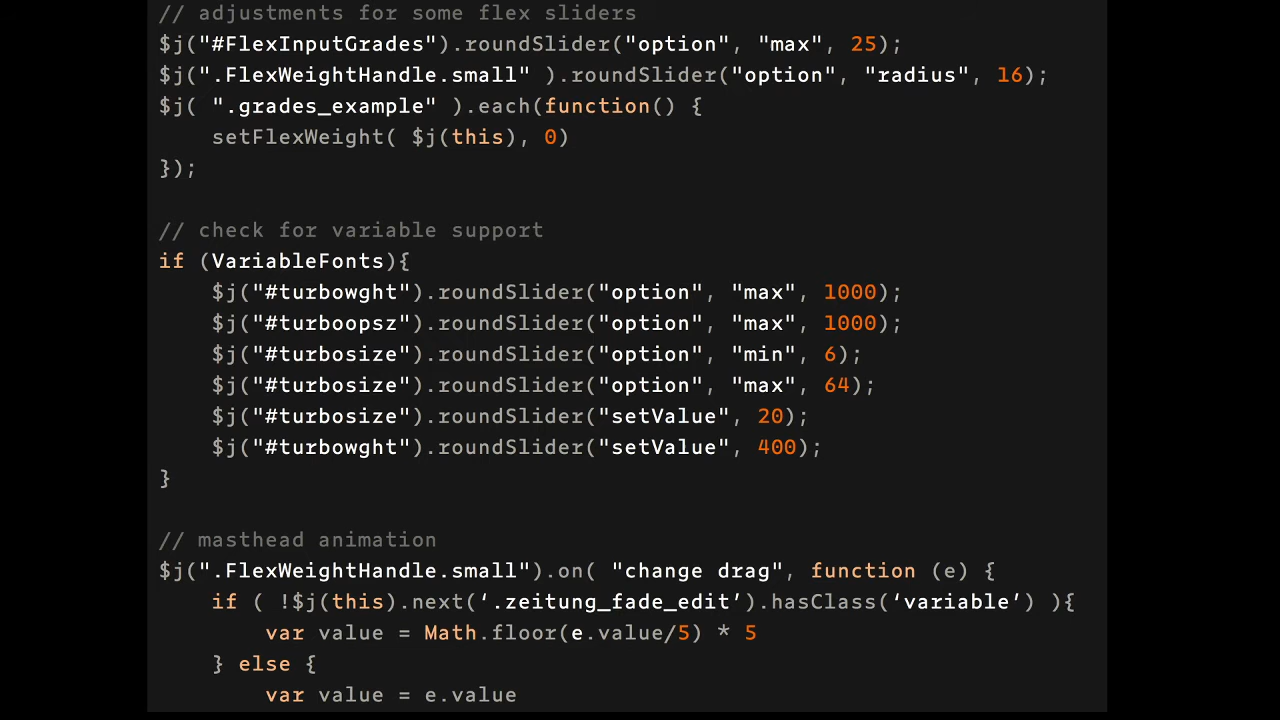 // adjustments for some flex sliders
$j("#FlexInputGrades").roundSlider("option", "max", 25);
$j(".FlexWeightHandle.small" ).roundSlider("option", "radius", 16);
$j( ".grades_example" ).each(function() {
    setFlexWeight( $j(this), 0)
});

// check for variable support
if (VariableFonts){
    $j("#turbowght").roundSlider("option", "max", 1000);
    $j("#turboopsz").roundSlider("option", "max", 1000);
    $j("#turbosize").roundSlider("option", "min", 6);
    $j("#turbosize").roundSlider("option", "max", 64);
    $j("#turbosize").roundSlider("setValue", 20);
    $j("#turbowght").roundSlider("setValue", 400);
}

// masthead animation
$j(".FlexWeightHandle.small").on( "change drag", function (e) {
    if ( !$j(this).next(‘.zeitung_fade_edit’).hasClass(‘variable’) ){
        var value = Math.floor(e.value/5) * 5
    } else {
        var value = e.value